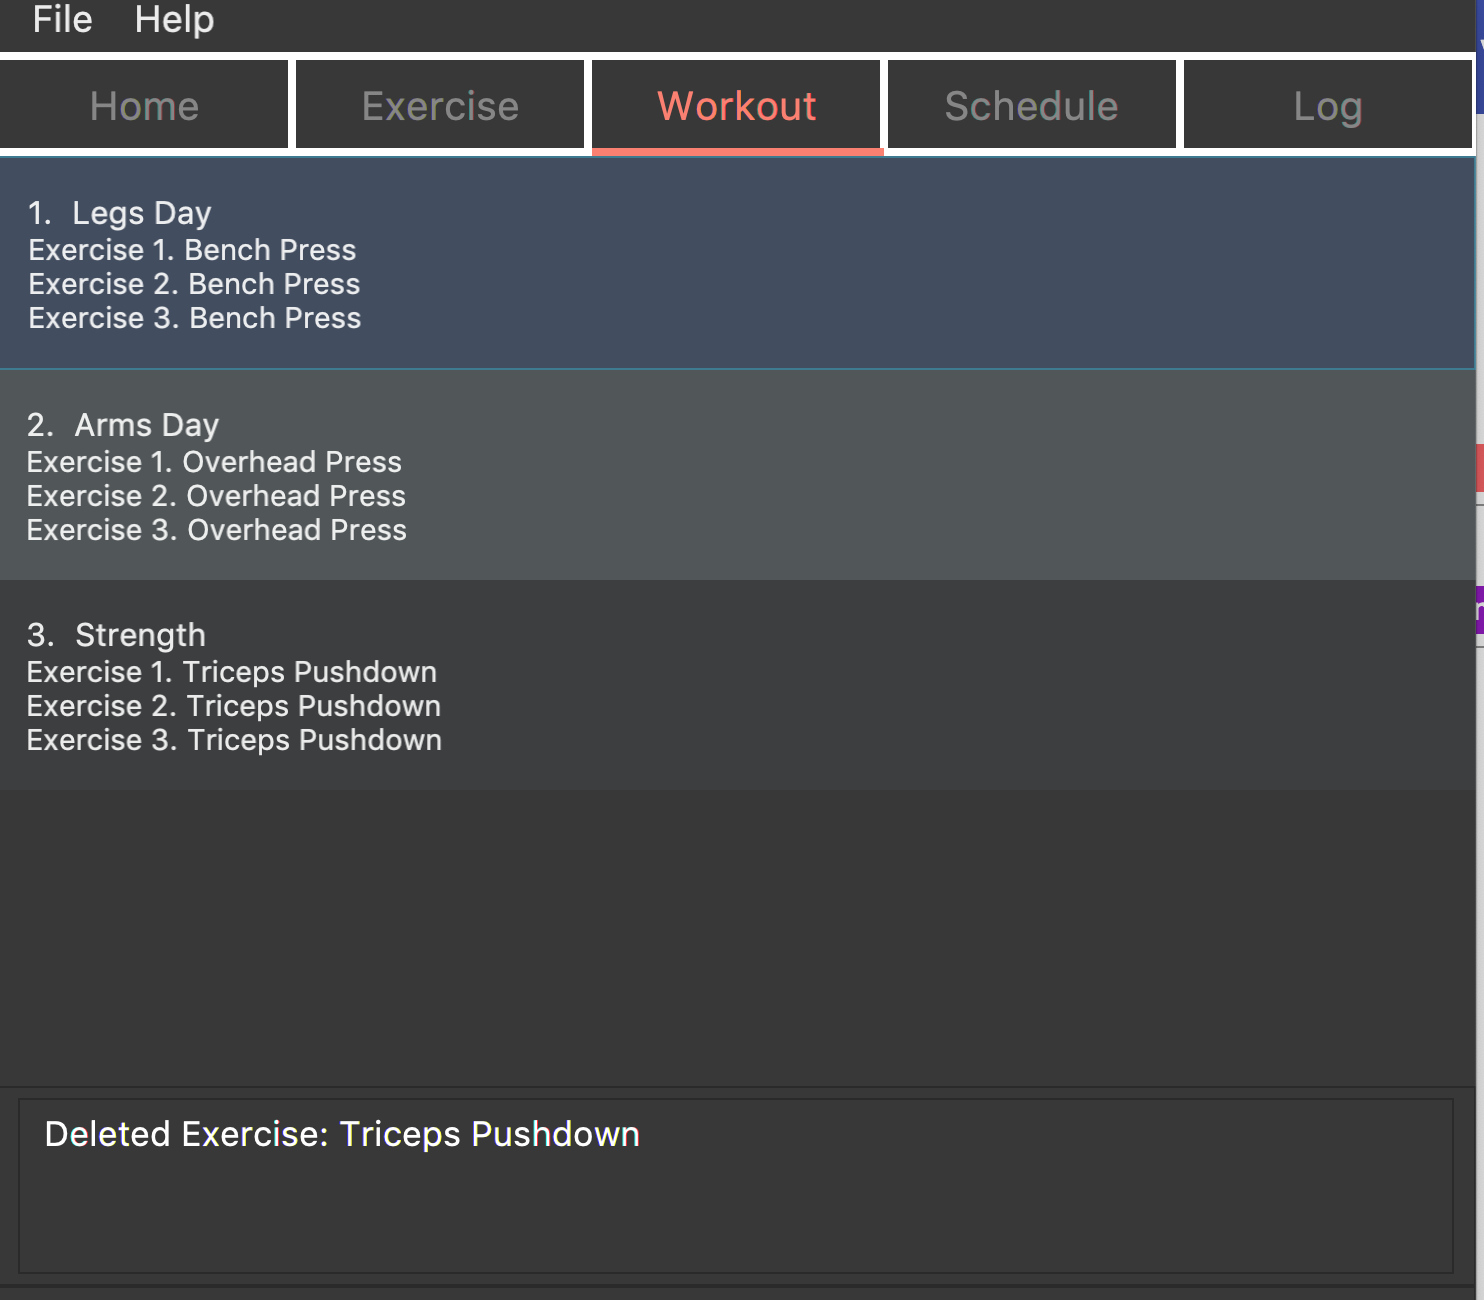 File Help
Home Exercise Workout Schedule Log
1. Legs Day
Exercise 1. Bench Press
Exercise 2. Bench Press
Exercise 3. Bench Press
2. Arms Day
Exercise 1. Overhead Press
Exercise 2. Overhead Press
Exercise 3. Overhead Press
3. Strength
Exercise 1. Triceps Pushdown
Exercise 2. Triceps Pushdown
Exercise 3. Triceps Pushdown
Deleted Exercise: Triceps Pushdown